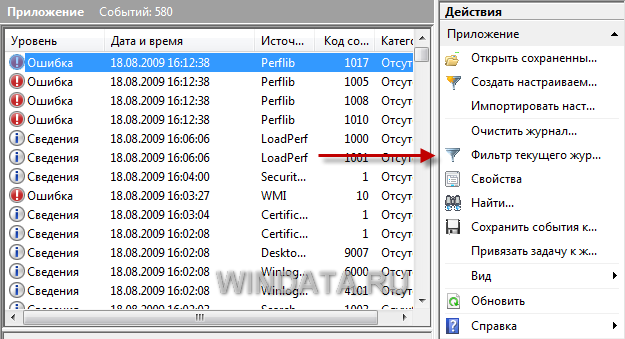 Приложение Событий: 580
Уровень Дата и время Источ... Код со... Катего
Ошибка 18.08.2009 16:12:38 Perflib 1017 Отсут
Ошибка 18.08.2009 16:12:38 Perflib 1005 Отсут
Ошибка 18.08.2009 16:12:38 Perflib 1008 Отсут
Ошибка 18.08.2009 16:12:38 Perflib 1010 Отсут
Сведения 18.08.2009 16:06:06 LoadPerf 1000 Отсут
Сведения 18.08.2009 16:06:06 LoadPerf 1001 Отсут
Сведения 18.08.2009 16:04:00 Securit... 1 Отсут
Ошибка 18.08.2009 16:03:27 WMI 10 Отсут
Сведения 18.08.2009 16:03:04 Certific... 1 Отсут
Сведения 18.08.2009 16:02:08 Certific... 1 Отсут
Сведения 18.08.2009 16:02:08 Deskto... 9007 Отсут
Сведения 18.08.2009 16:02:08 Winlog... 6000 Отсут
Сведения 18.08.2009 16:02:08 Winlog... 4101 Отсут
Сведения 18.08.2009 16:02:02 Search 1003 Отсут
WINDATA.RU
Действия
Приложение
Открыть сохраненны...
Создать настраиваем...
Импортировать наст...
Очистить журнал...
Фильтр текущего жур...
Свойства
Найти...
Сохранить события к...
Привязать задачу к ж...
Вид
Обновить
Справка